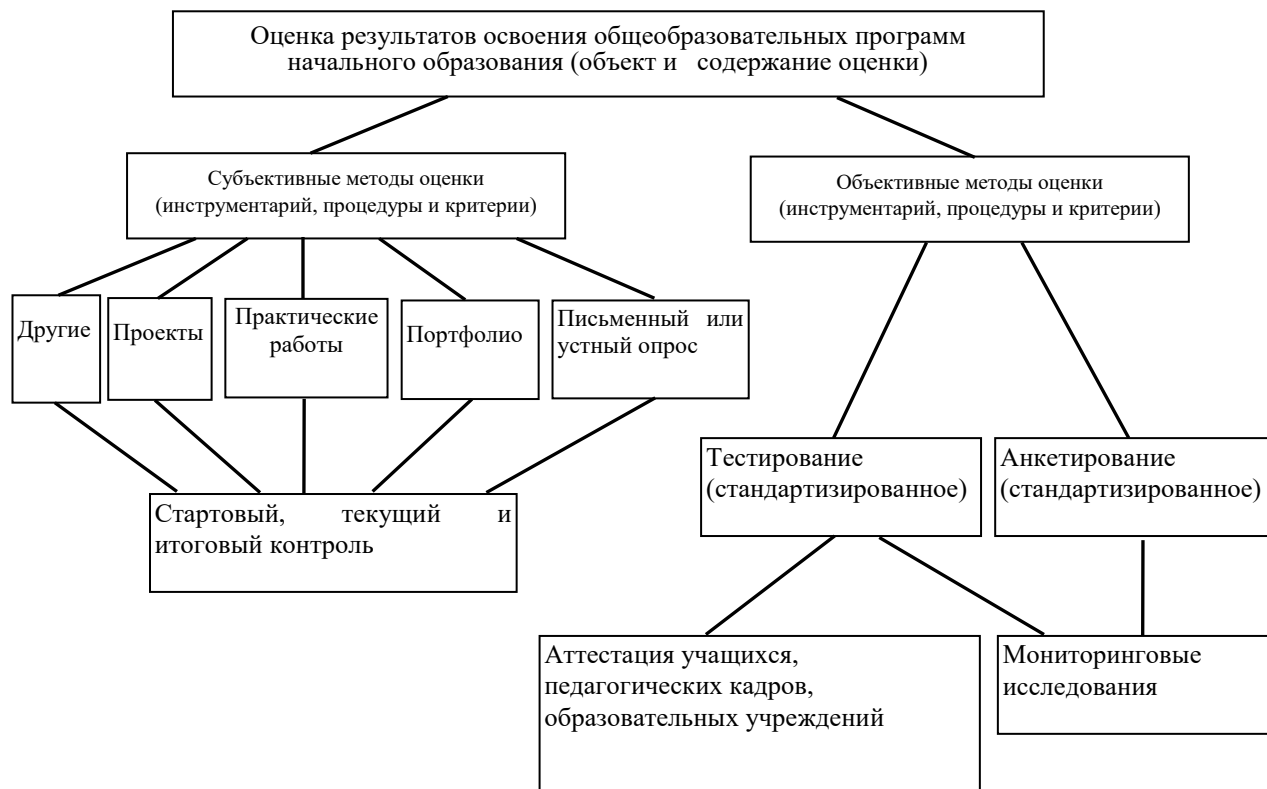 Оценка результатов освоения общеобразовательных программ
начального образования (объект и содержание оценки)
Субъективные методы оценки
(инструментарий, процедуры и критерии)
Объективные методы оценки
(инструментарий, процедуры и критерии)
Другие
Проекты
Практические
работы
Портфолио
Письменный или
устный опрос
Тестирование
(стандартизированное)
Анкетирование
(стандартизированное)
Стартовый, текущий и
итоговый контроль
Аттестация учащихся,
педагогических кадров,
образовательных учреждений
Мониторинговые
исследования